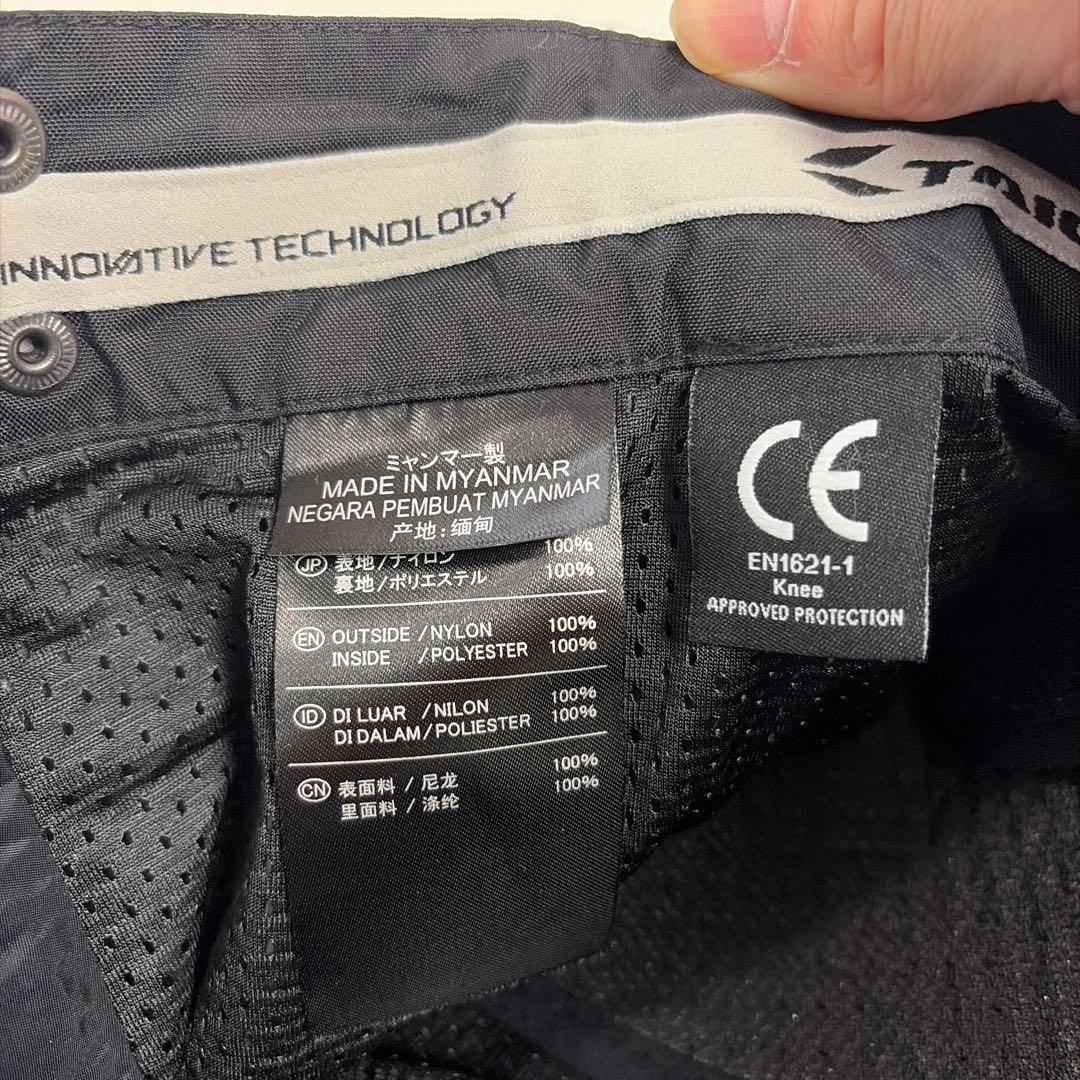 INNOVATIVE TECHNOLOGY
ミャンマー製
MADE IN MYANMAR
NEGARA PEMBUAT MYANMAR
产地: 缅甸
JP 表地/ナイロン 100%
裏地/ポリエステル 100%
EN OUTSIDE /NYLON 100%
INSIDE /POLYESTER 100%
ID DI LUAR /NILON 100%
DI DALAM/POLIESTER 100%
CN 表面料 / 尼龙 100%
里面料 / 涤纶 100%
CE
EN1621-1
Knee
APPROVED PROTECTION